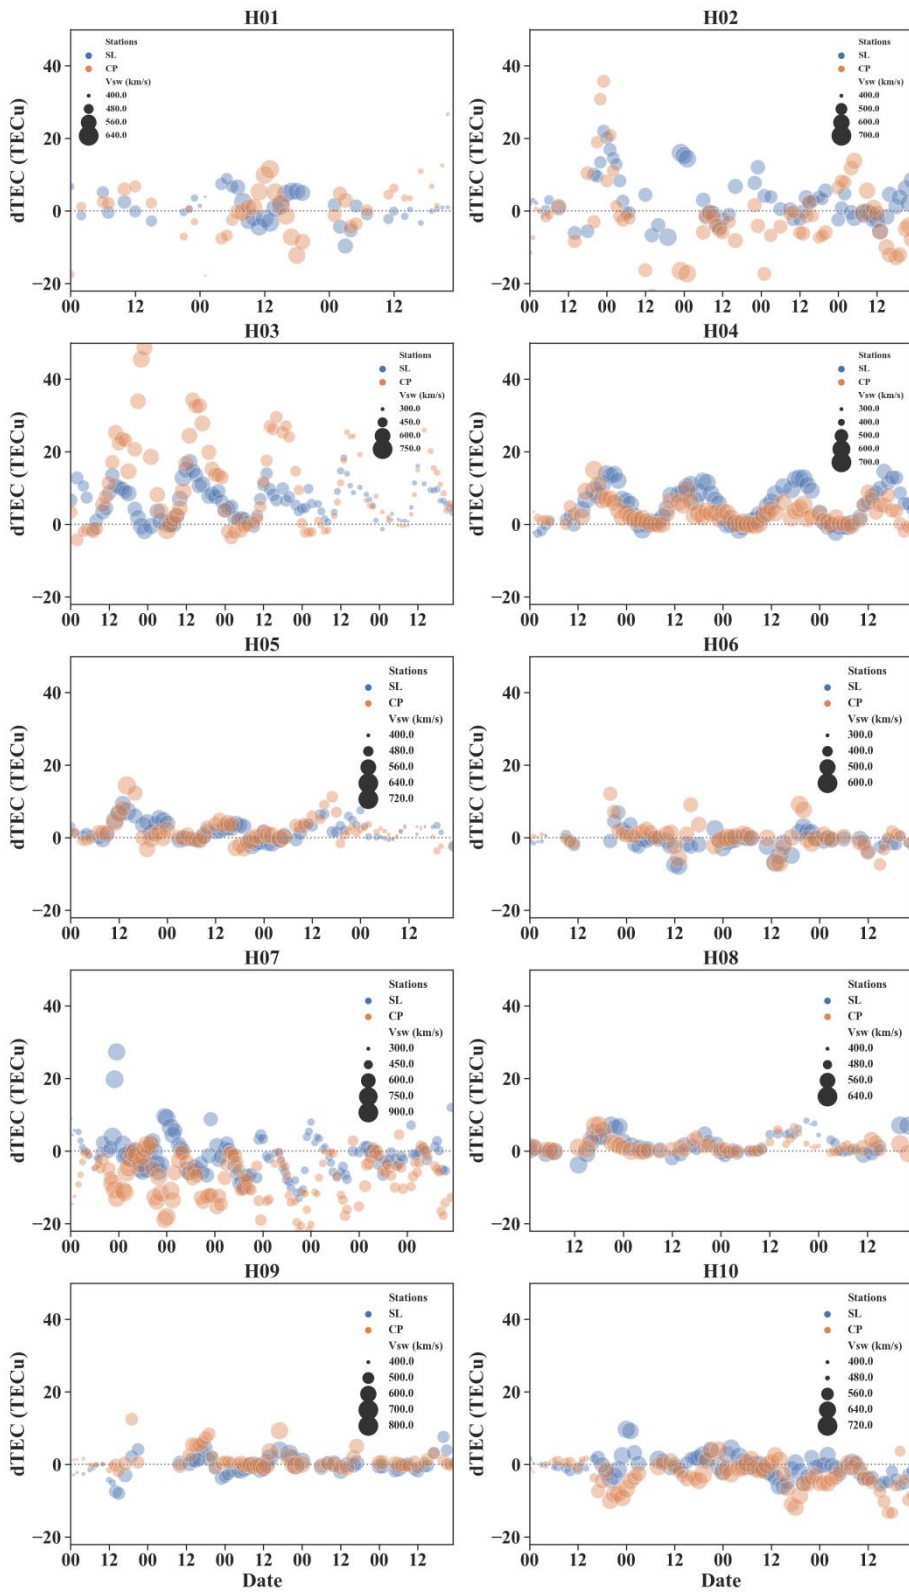 H01
dTEC (TECu)
40
20
0
−20
Stations
SL
CP
Vsw (km/s)
400.0
480.0
560.0
640.0
00 12 00 12 00 12
H02
dTEC (TECu)
40
20
0
−20
Stations
SL
CP
Vsw (km/s)
400.0
500.0
600.0
700.0
00 12 00 12 00 12 00 12 00 12
H03
dTEC (TECu)
40
20
0
−20
Stations
SL
CP
Vsw (km/s)
300.0
450.0
600.0
750.0
00 12 00 12 00 12 00 12 00 12
H04
dTEC (TECu)
40
20
0
−20
Stations
SL
CP
Vsw (km/s)
300.0
400.0
500.0
600.0
700.0
00 12 00 12 00 12 00 12
H05
dTEC (TECu)
40
20
0
−20
Stations
SL
CP
Vsw (km/s)
400.0
480.0
560.0
640.0
720.0
00 12 00 12 00 12 00 12
H06
dTEC (TECu)
40
20
0
−20
Stations
SL
CP
Vsw (km/s)
300.0
400.0
500.0
600.0
00 12 00 12 00 12 00 12
H07
dTEC (TECu)
40
20
0
−20
Stations
SL
CP
Vsw (km/s)
300.0
450.0
600.0
750.0
900.0
00 00 00 00 00 00 00 00
H08
dTEC (TECu)
40
20
0
−20
Stations
SL
CP
Vsw (km/s)
400.0
480.0
560.0
640.0
12 00 12 00 12 00 12
H09
dTEC (TECu)
40
20
0
−20
Stations
SL
CP
Vsw (km/s)
400.0
500.0
600.0
700.0
800.0
00 12 00 12 00 12 00 12 00 12
Date
H10
dTEC (TECu)
40
20
0
−20
Stations
SL
CP
Vsw (km/s)
400.0
480.0
560.0
640.0
720.0
00 12 00 12 00 12 00 12
Date